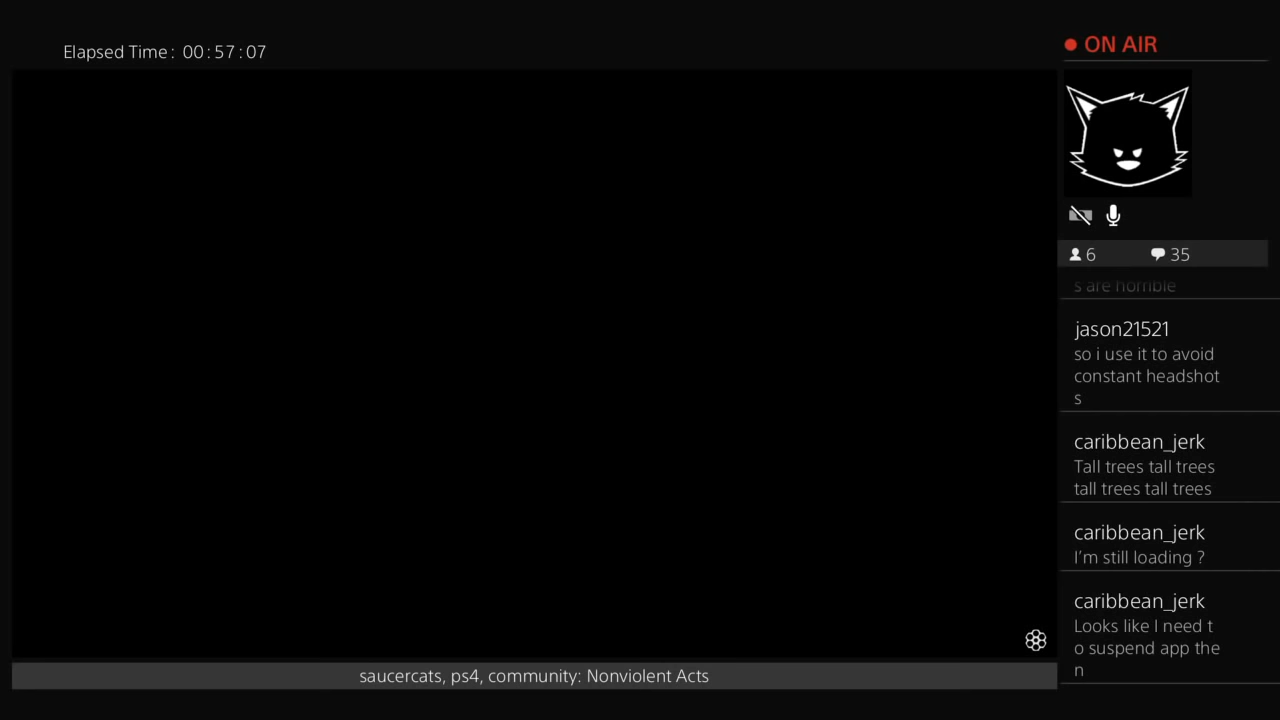 Elapsed Time: 00:57:07
ON AIR
6 35
s are horrible
jason21521
so i use it to avoid
constant headshot
s
caribbean_jerk
Tall trees tall trees
tall trees tall trees
caribbean_jerk
I'm still loading ?
caribbean_jerk
Looks like I need t
o suspend app the
n
saucercats, ps4, community: Nonviolent Acts